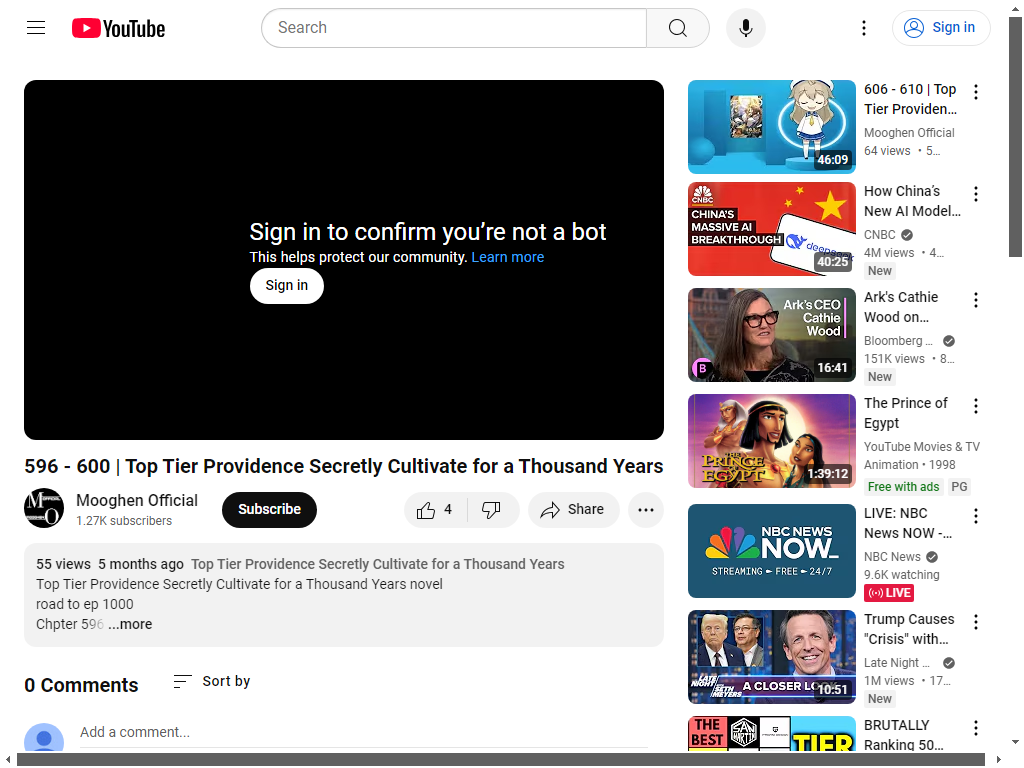 YouTube
Search
Sign in
Sign in to confirm you’re not a bot
This helps protect our community. Learn more
Sign in
596 - 600 | Top Tier Providence Secretly Cultivate for a Thousand Years
Mooghen Official
1.27K subscribers
Subscribe
4
Share
55 views 5 months ago Top Tier Providence Secretly Cultivate for a Thousand Years
Top Tier Providence Secretly Cultivate for a Thousand Years novel
road to ep 1000
Chpter 596 ...more
0 Comments
Sort by
Add a comment...
46:09
606 - 610 | Top
Tier Providen...
Mooghen Official
64 views • 5...
CNBC
CHINA'S
MASSIVE AI
BREAKTHROUGH
deepseek
40:25
How China’s
New AI Model...
CNBC
4M views • 4...
New
Ark's CEO
Cathie
Wood
B
16:41
Ark's Cathie
Wood on...
Bloomberg ...
151K views • 8...
New
THE
PRINCE
OF
EGYPT
1:39:12
The Prince of
Egypt
YouTube Movies & TV
Animation • 1998
Free with ads PG
NBC NEWS
NOW
STREAMING FREE 24/7
LIVE: NBC
News NOW -...
NBC News
9.6K watching
LIVE
LATE
NIGHT
SETH
MEYERS
A CLOSER LOOK
10:51
Trump Causes
"Crisis" with...
Late Night ...
1M views • 17...
New
THE
BEST
SAN
MARTIN
TIER
BRUTALLY
Ranking 50...